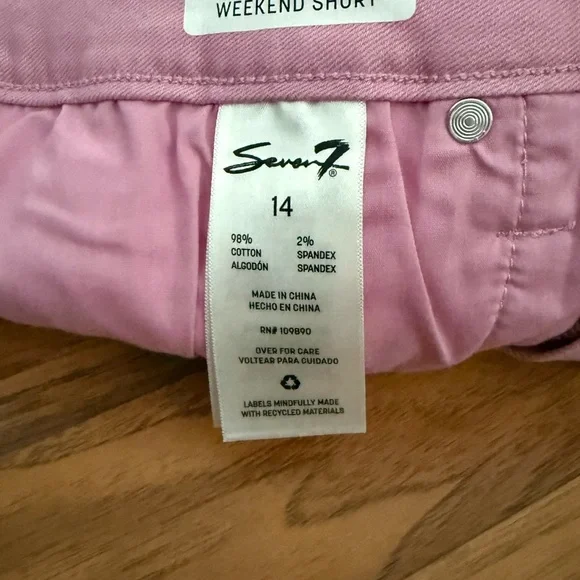 WEEKEND SHORT
Seven7®
14
98% 2%
COTTON SPANDEX
ALGODÓN SPANDEX
MADE IN CHINA
HECHO EN CHINA
RN# 109890
OVER FOR CARE
VOLTEAR PARA CUIDADO
LABELS MINDFULLY MADE
WITH RECYCLED MATERIALS